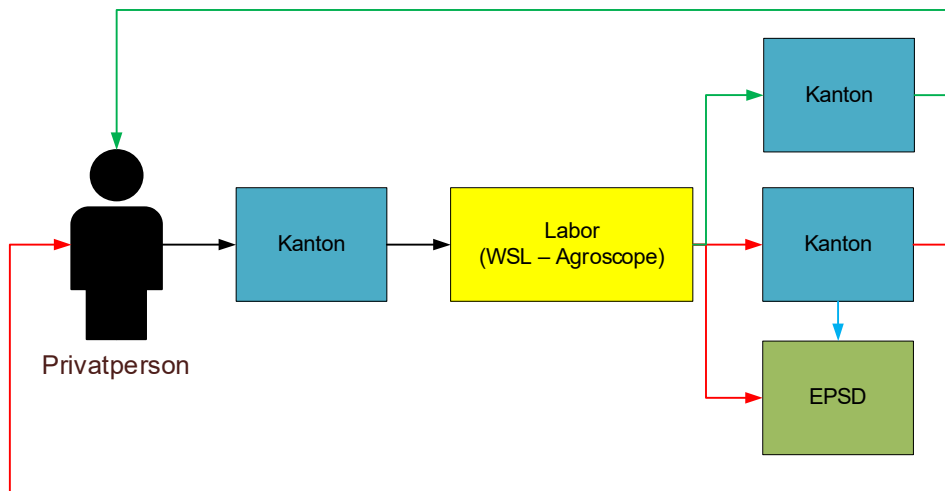 Kanton
Kanton
Labor
(WSL – Agroscope)
Kanton
Privatperson
EPSD